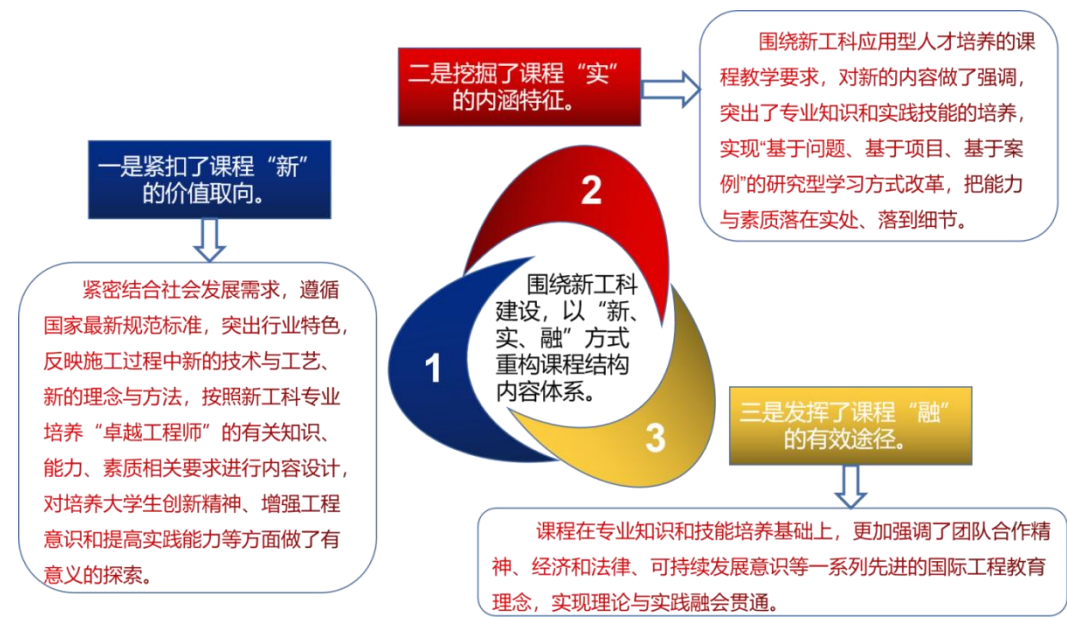 一是紧扣了课程“新”
的价值取向。
紧密结合社会发展需求，遵循
国家最新规范标准，突出行业特色，
反映施工过程中新的技术与工艺、
新的理念与方法，按照新工科专业
培养“卓越工程师”的有关知识、
能力、素质相关要求进行内容设计，
对培养大学生创新精神、增强工程
意识和提高实践能力等方面做了有
意义的探索。
二是挖掘了课程“实”
的内涵特征。
围绕新工科应用型人才培养的课
程教学要求，对新的内容做了强调，
突出了专业知识和实践技能的培养，
实现“基于问题、基于项目、基于案
例”的研究型学习方式改革，把能力
与素质落在实处、落到细节。
1
2
3
围绕新工科
建设，以“新、
实、融”方式
重构课程结构
内容体系。
三是发挥了课程“融”
的有效途径。
课程在专业知识和技能培养基础上，更加强调了团队合作精
神、经济和法律、可持续发展意识等一系列先进的国际工程教育
理念，实现理论与实践融会贯通。